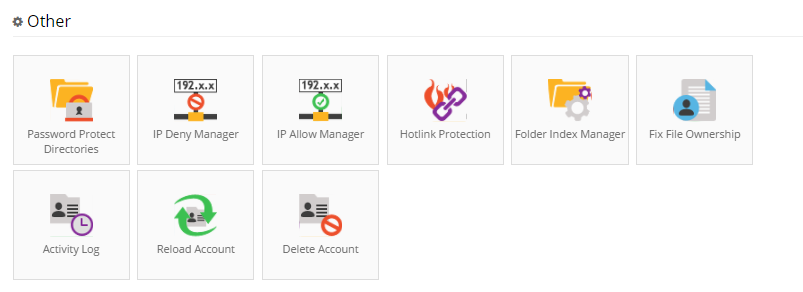 Other
192.x.x
192.x.x
Password Protect
Directories
IP Deny Manager
IP Allow Manager
Hotlink Protection
Folder Index Manager
Fix File Ownership
Activity Log
Reload Account
Delete Account